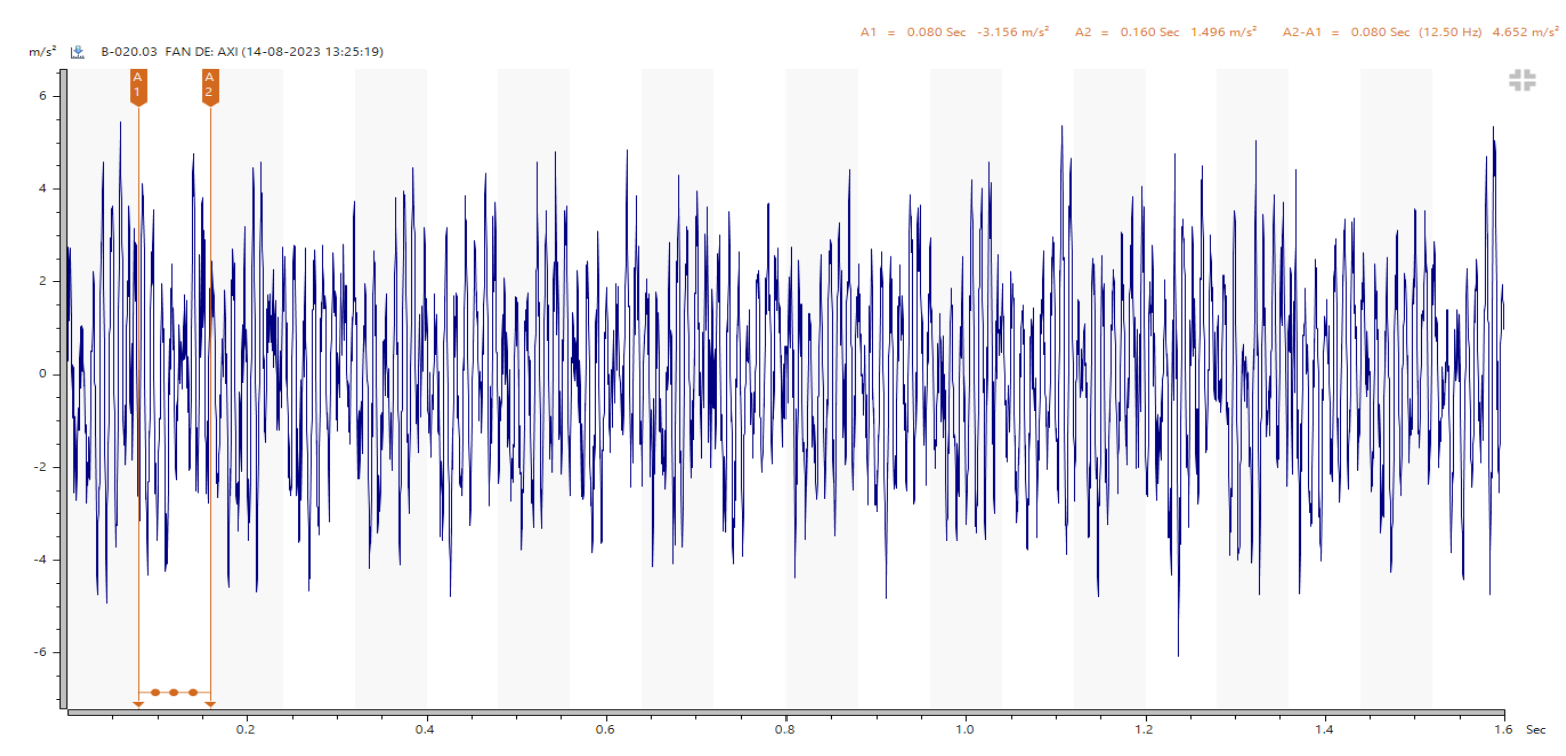 A1 = 0.080 Sec -3.156 m/s² A2 = 0.160 Sec 1.496 m/s² A2-A1 = 0.080 Sec (12.50 Hz) 4.652 m/s²
m/s² B-020.03 FAN DE: AXI (14-08-2023 13:25:19)
A A
1 2
6
4
2
0
-2
-4
-6
0.2 0.4 0.6 0.8 1.0 1.2 1.4 1.6 Sec